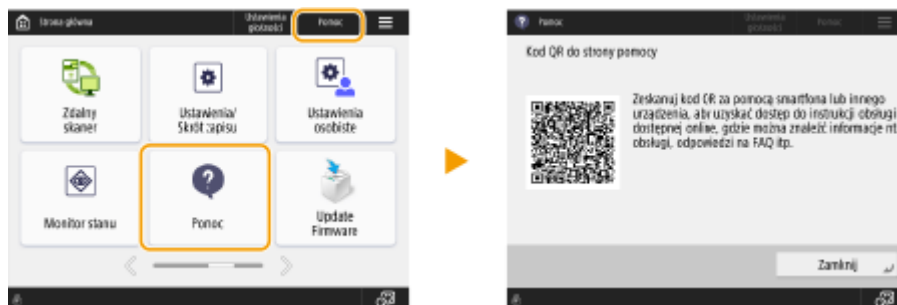 Strona główna
Ustawienia
głośności
Pomoc
Zdalny
skaner
Ustawienia/
Skrót zapisu
Ustawienia
osobiste
Monitor stanu
Pomoc
Update
Firmware
Pomoc
Ustawienia
głośności
Pomoc
Kod QR do strony pomocy
Zeskanuj kod QR za pomocą smartfona lub innego
urządzenia, aby uzyskać dostęp do instrukcji obsługi
dostępnej online, gdzie można znaleźć informacje nt
obsługi, odpowiedzi na FAQ itp.
Zamknij